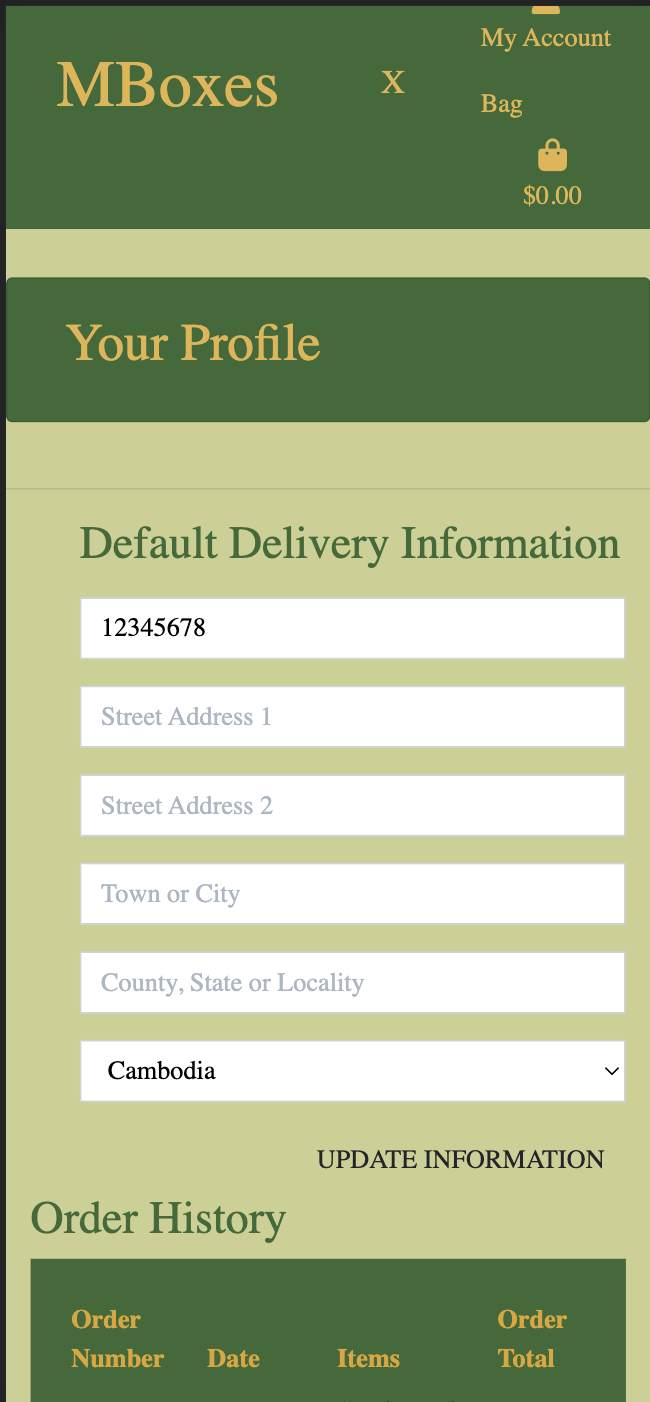 MBoxes
X
My Account
Bag
$0.00
Your Profile
Default Delivery Information
12345678
Street Address 1
Street Address 2
Town or City
County, State or Locality
Cambodia
UPDATE INFORMATION
Order History
Order Number Date Items Order Total